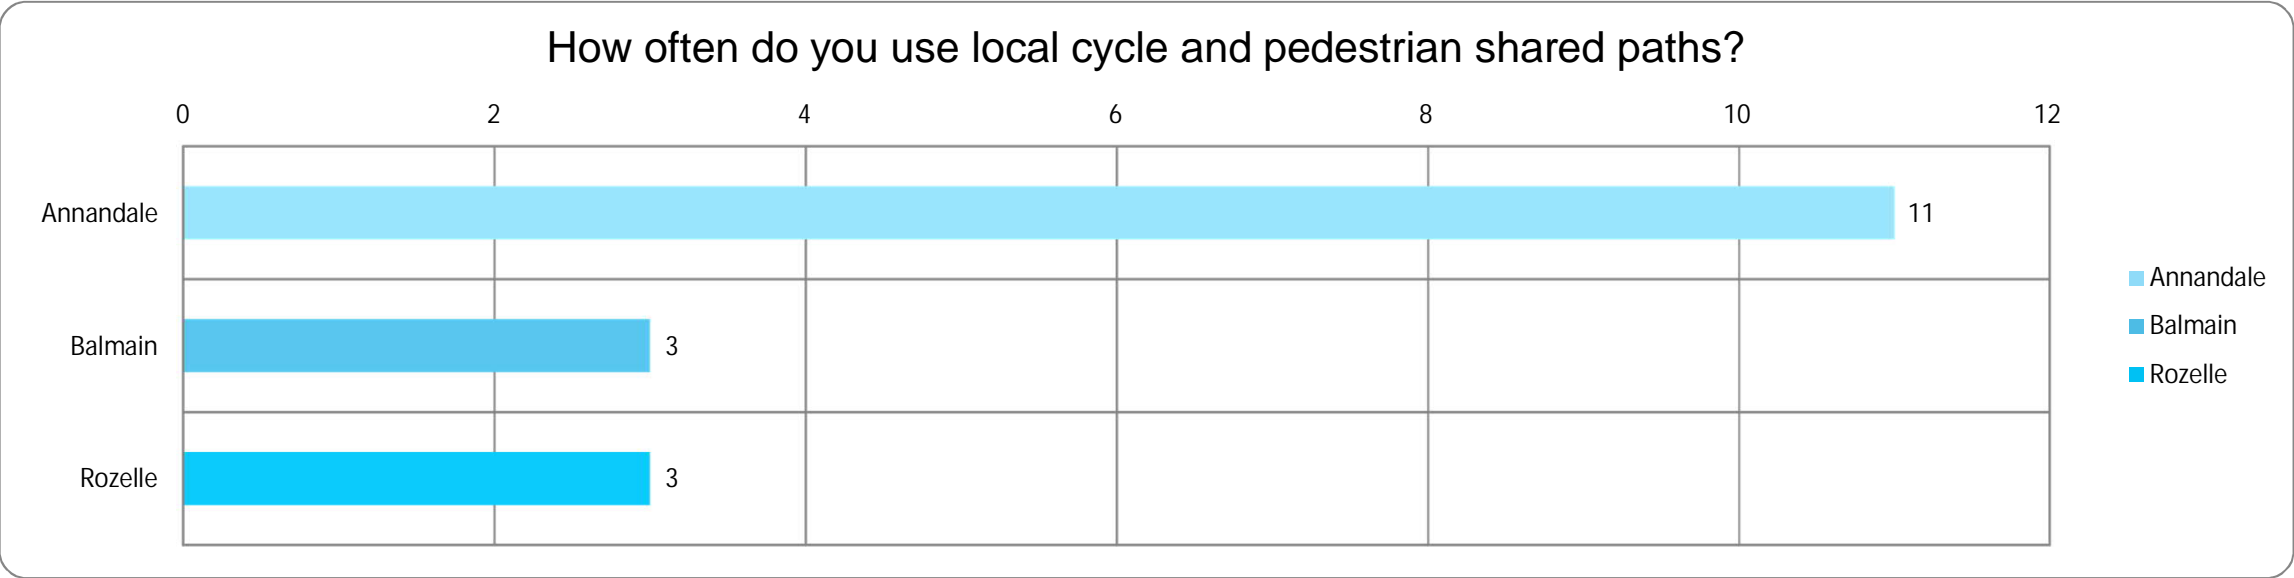 How often do you use local cycle and pedestrian shared paths?
0 2 4 6 8 10 12
Annandale 11
Balmain 3
Rozelle 3
Annandale
Balmain
Rozelle